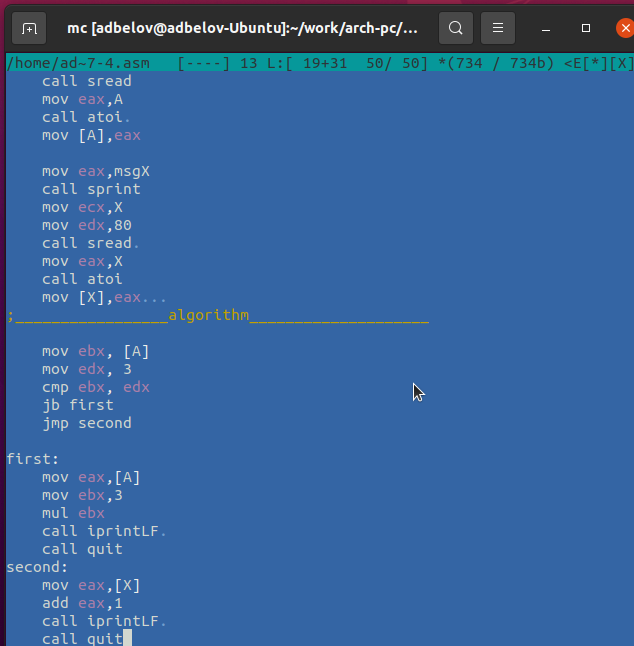 mc [adbelov@adbelov-Ubuntu]:~/work/arch-pc/...
/home/ad~7-4.asm   [----] 13 L:[ 19+31  50/ 50] *(734 / 734b) <E[*][X]
    call sread
    mov eax,A
    call atoi.
    mov [A],eax

    mov eax,msgX
    call sprint
    mov ecx,X
    mov edx,80
    call sread.
    mov eax,X
    call atoi
    mov [X],eax...
;_________________algorithm____________________

    mov ebx, [A]
    mov edx, 3
    cmp ebx, edx
    jb first
    jmp second

first:
    mov eax,[A]
    mov ebx,3
    mul ebx
    call iprintLF.
    call quit
second:
    mov eax,[X]
    add eax,1
    call iprintLF.
    call quit